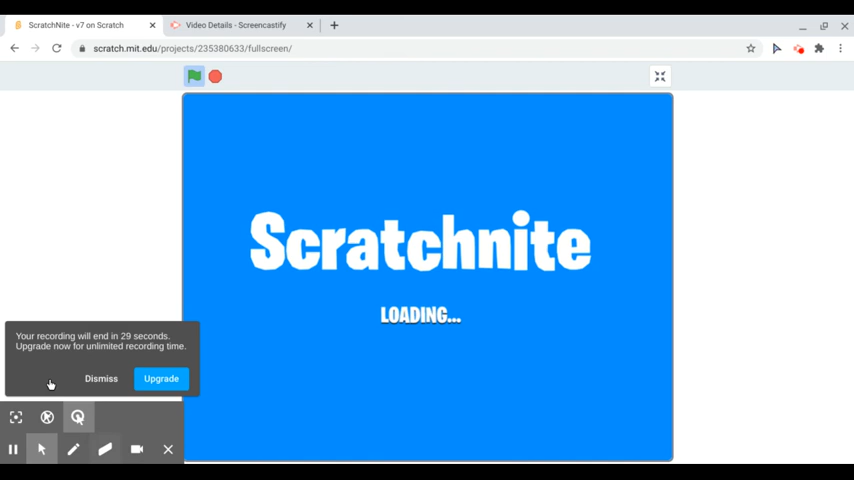 ScratchNite - v7 on Scratch
Video Details - Screencastify
scratch.mit.edu/projects/235380633/fullscreen/
Scratchnite
LOADING...
Your recording will end in 29 seconds.
Upgrade now for unlimited recording time.
Dismiss
Upgrade